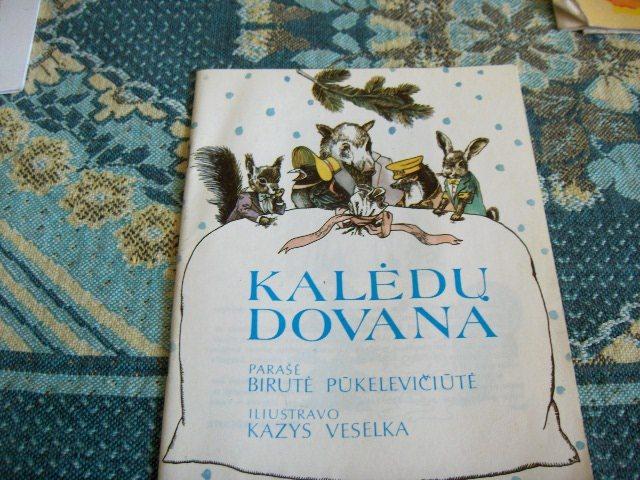 KALĖDŲ
DOVANA
PARAŠĖ
BIRUTĖ PŪKELEVIČIŪTĖ
ILIUSTRAVO
KAZYS VESELKA